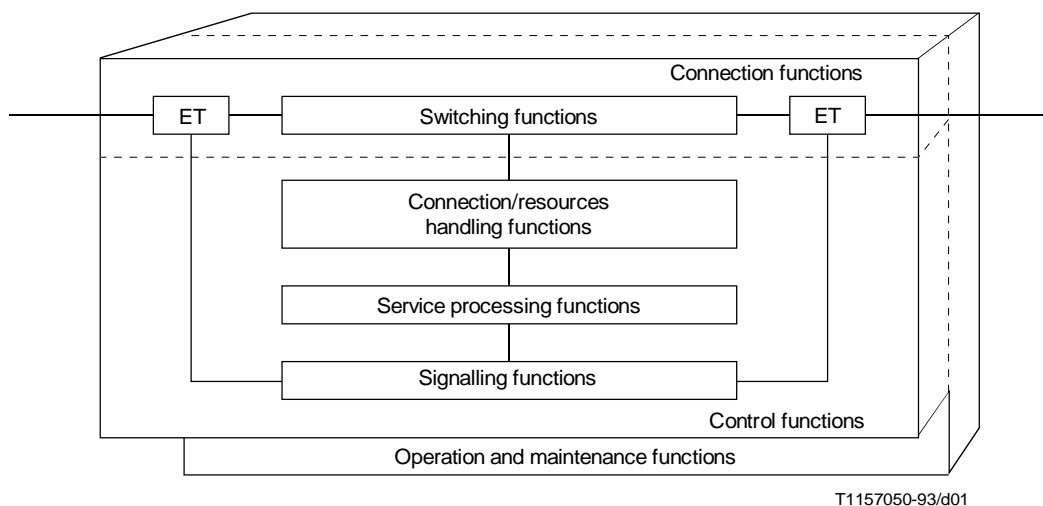 Connection functions
ET
Switching functions
ET
Connection/resources
handling functions
Service processing functions
Signalling functions
Control functions
Operation and maintenance functions
T1157050-93/d01